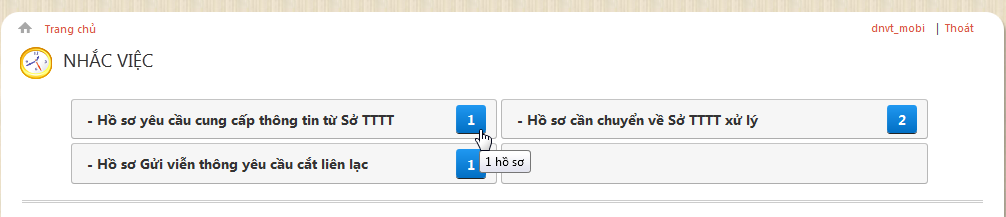 Trang chủ
dnvt_mobi | Thoát
NHẮC VIỆC
- Hồ sơ yêu cầu cung cấp thông tin từ Sở TTTT 1
- Hồ sơ cần chuyển về Sở TTTT xử lý 2
- Hồ sơ Gửi viễn thông yêu cầu cắt liên lạc 1
1 hồ sơ